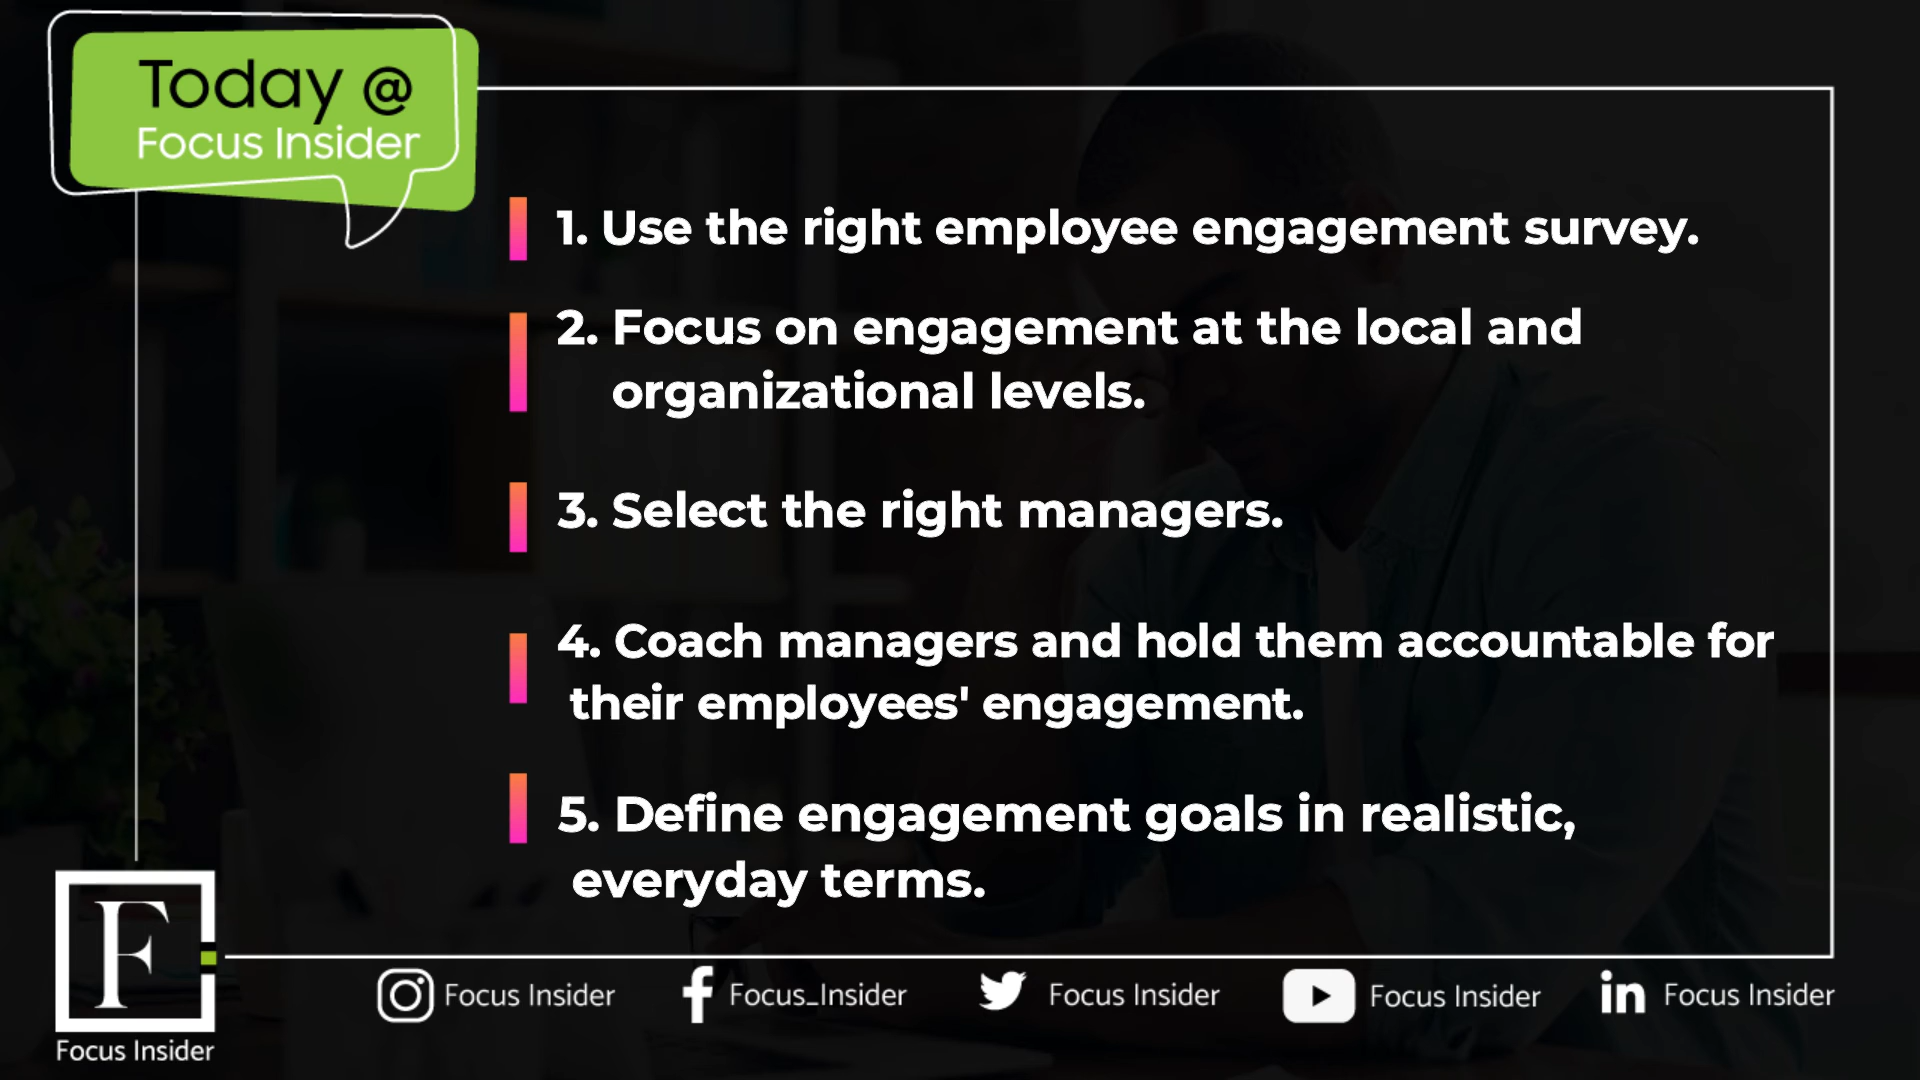 Today @
Focus Insider
1. Use the right employee engagement survey.
2. Focus on engagement at the local and
organizational levels.
3. Select the right managers.
4. Coach managers and hold them accountable for
their employees' engagement.
5. Define engagement goals in realistic,
everyday terms.
F
Focus Insider
Focus Insider
Focus_Insider
Focus Insider
Focus Insider
Focus Insider